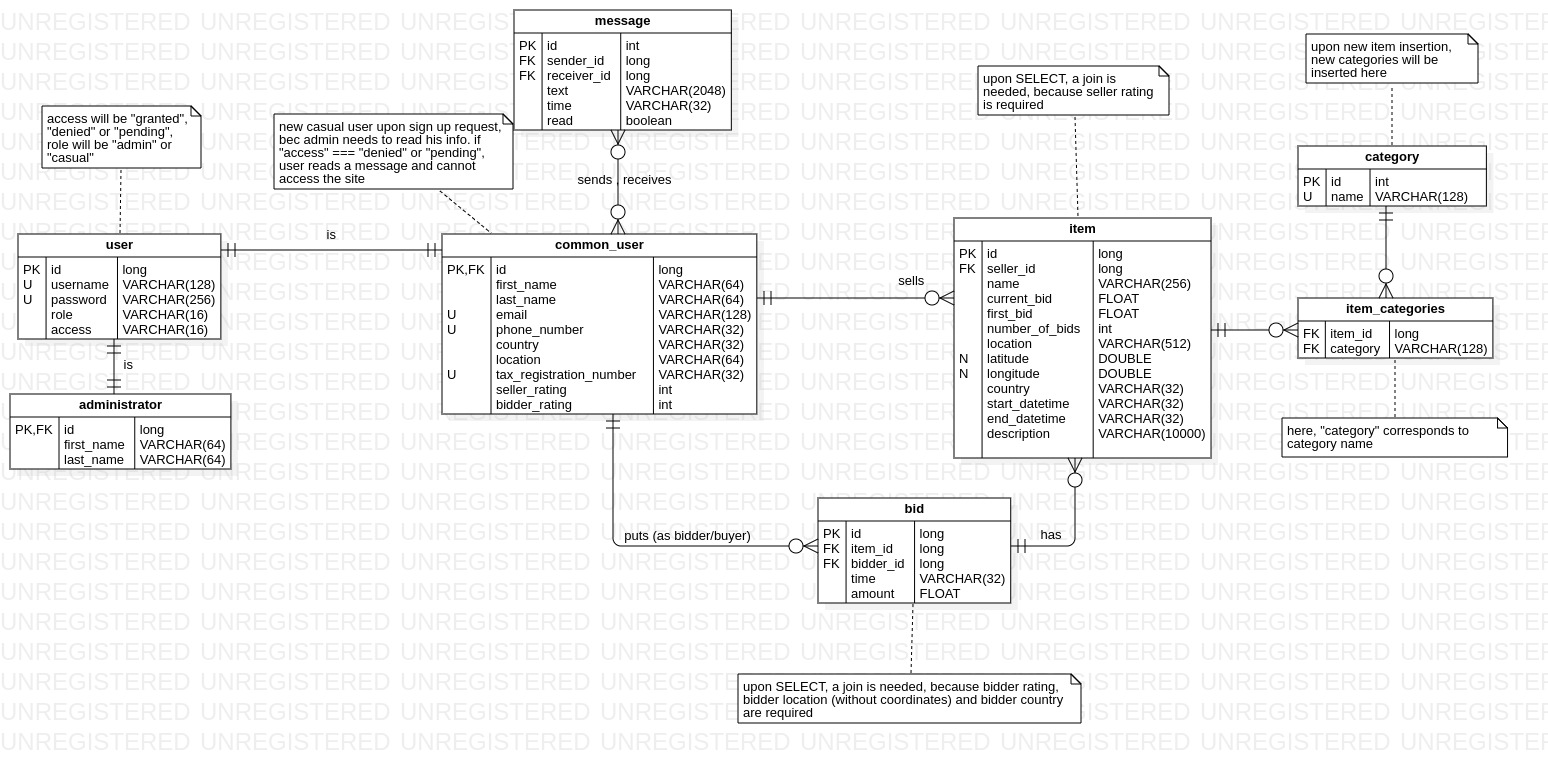 message
PK id int
FK sender_id long
FK receiver_id long
text VARCHAR(2048)
time VARCHAR(32)
read boolean
upon new item insertion,
new categories will be
inserted here
upon SELECT, a join is
needed, because seller rating
is required
access will be "granted",
"denied" or "pending",
role will be "admin" or
"casual"
new casual user upon sign up request,
bec admin needs to read his info. if
"access" === "denied" or "pending",
user reads a message and cannot
access the site
sends , receives
category
PK id int
U name VARCHAR(128)
user
PK id long
U username VARCHAR(128)
U password VARCHAR(256)
role VARCHAR(16)
access VARCHAR(16)
is
common_user
PK,FK id long
first_name VARCHAR(64)
last_name VARCHAR(64)
U email VARCHAR(128)
U phone_number VARCHAR(32)
country VARCHAR(32)
location VARCHAR(64)
U tax_registration_number VARCHAR(32)
seller_rating int
bidder_rating int
sells
item
PK id long
FK seller_id long
name VARCHAR(256)
current_bid FLOAT
first_bid FLOAT
number_of_bids int
location VARCHAR(512)
N latitude DOUBLE
N longitude DOUBLE
country VARCHAR(32)
start_datetime VARCHAR(32)
end_datetime VARCHAR(32)
description VARCHAR(10000)
item_categories
FK item_id long
FK category VARCHAR(128)
is
administrator
PK,FK id long
first_name VARCHAR(64)
last_name VARCHAR(64)
here, "category" corresponds to
category name
puts (as bidder/buyer)
bid
PK id long
FK item_id long
FK bidder_id long
time VARCHAR(32)
amount FLOAT
has
upon SELECT, a join is needed, because bidder rating,
bidder location (without coordinates) and bidder country
are required
UNREGISTERED